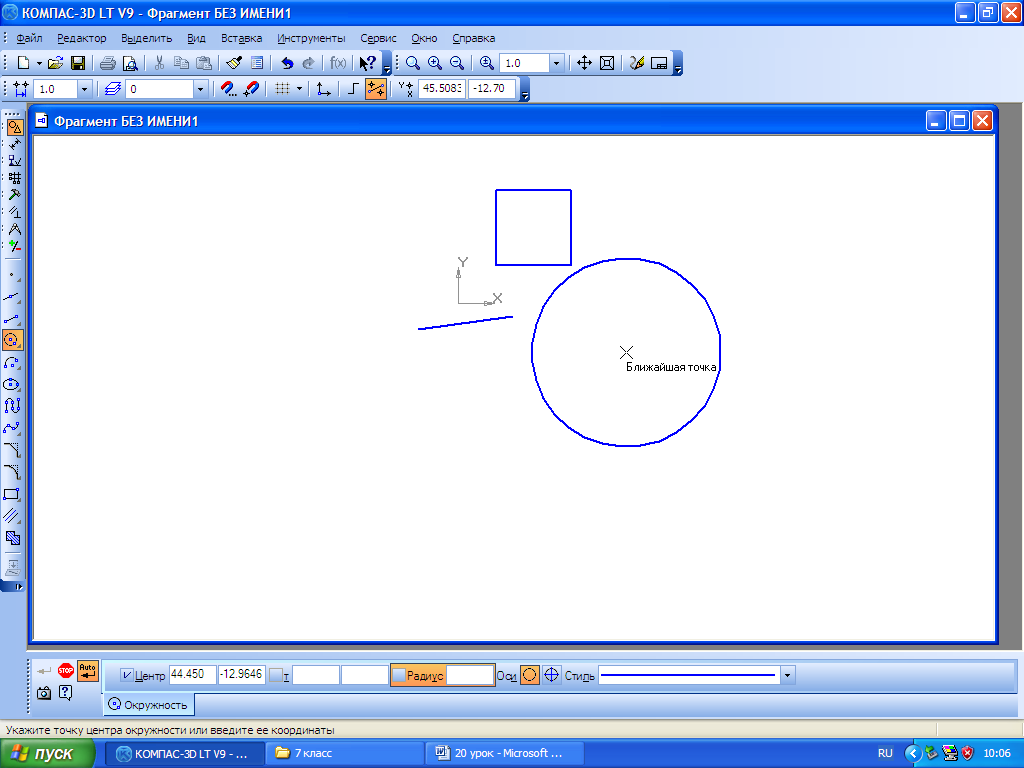 КОМПАС-3D LT V9 - Фрагмент БЕЗ ИМЕНИ1
Файл Редактор Выделить Вид Вставка Инструменты Сервис Окно Справка
f(x) 1.0
1.0 0 45.5083 -12.70
Фрагмент БЕЗ ИМЕНИ1
Y
X
Ближайшая точка
STOP Auto Центр 44.450 -12.9646 т Радиус Оси Стиль
Окружность
Укажите точку центра окружности или введите ее координаты
пуск КОМПАС-3D LT V9 - ... 7 класс 20 урок - Microsoft ... RU 10:06